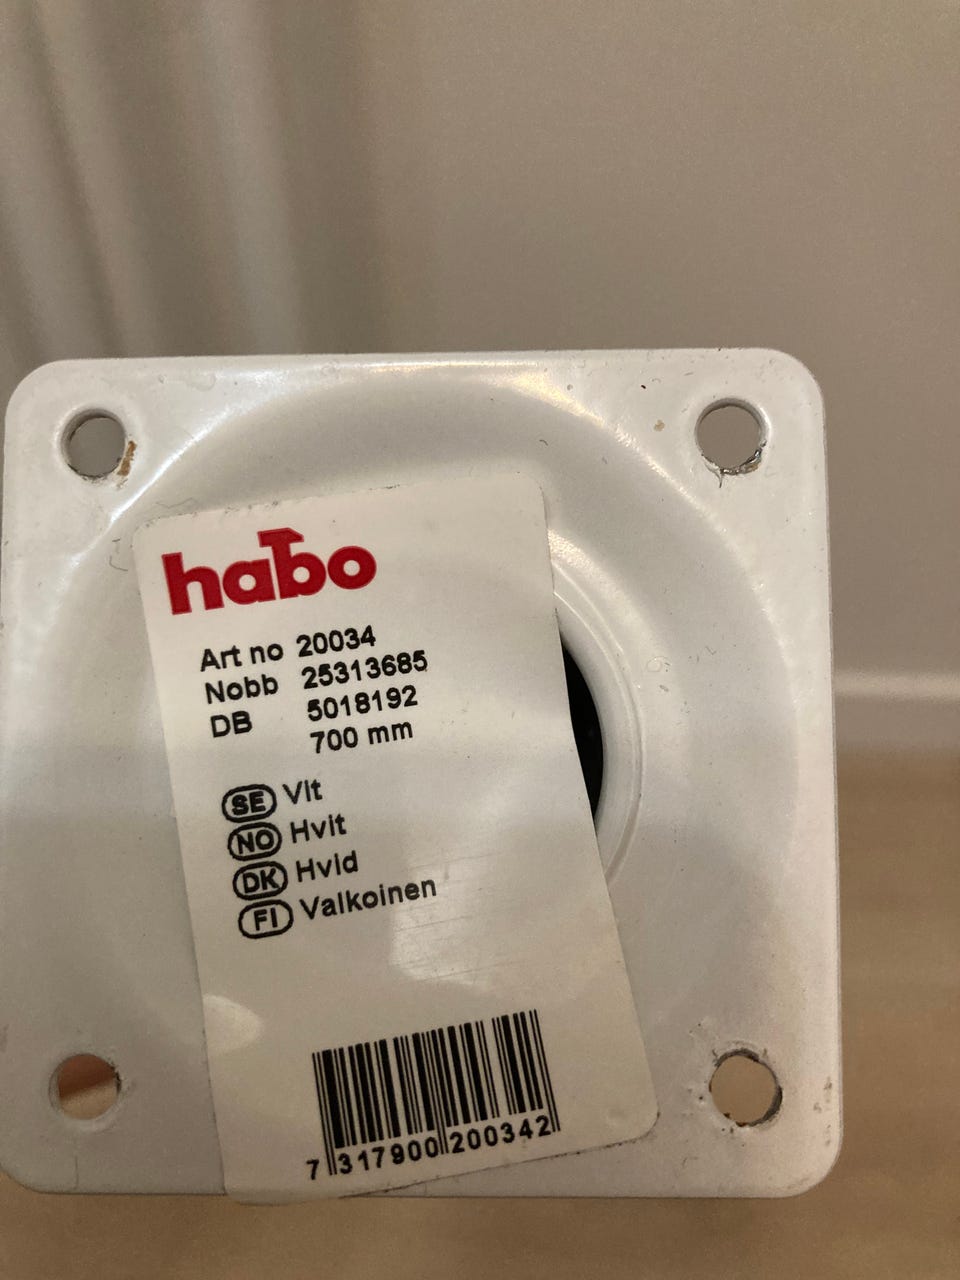 habo
Art no 20034
Nobb 25313685
DB 5018192
700 mm
SE Vit
NO Hvit
DK Hvid
FI Valkoinen
7 317900 200342